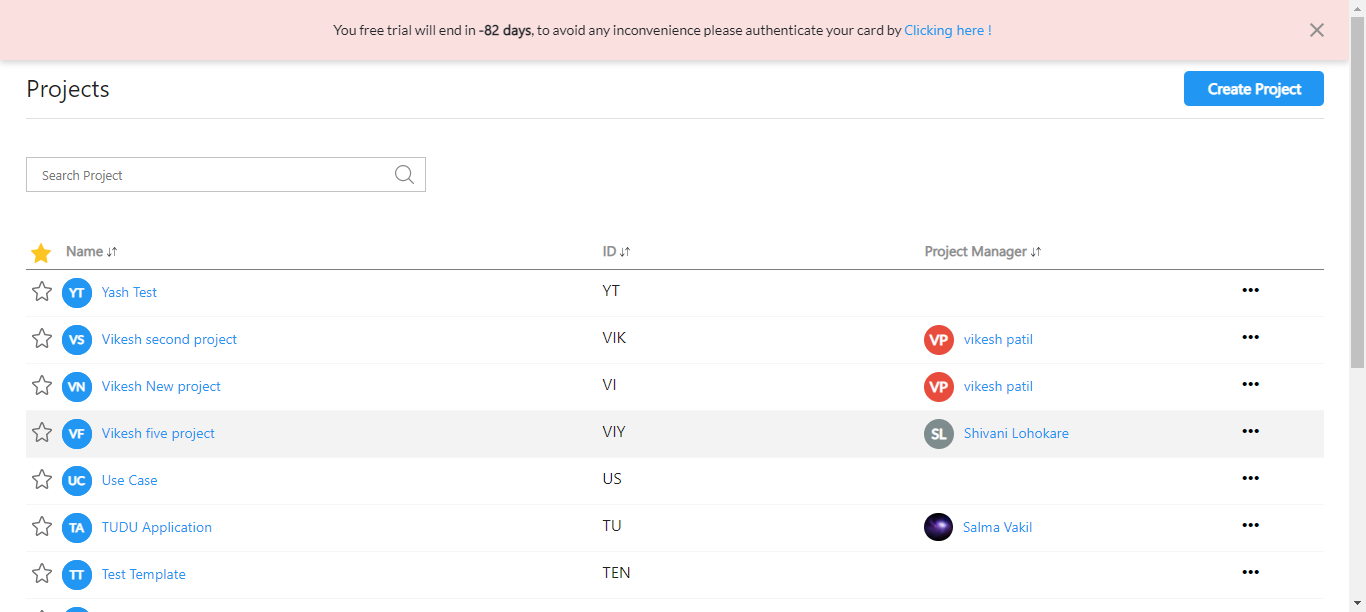 You free trial will end in -82 days, to avoid any inconvenience please authenticate your card by Clicking here !
Projects
Create Project
Search Project
Name ID Project Manager
YT Yash Test YT
VS Vikesh second project VIK VP vikesh patil
VN Vikesh New project VI VP vikesh patil
VF Vikesh five project VIY SL Shivani Lohokare
UC Use Case US
TA TUDU Application TU Salma Vakil
TT Test Template TEN